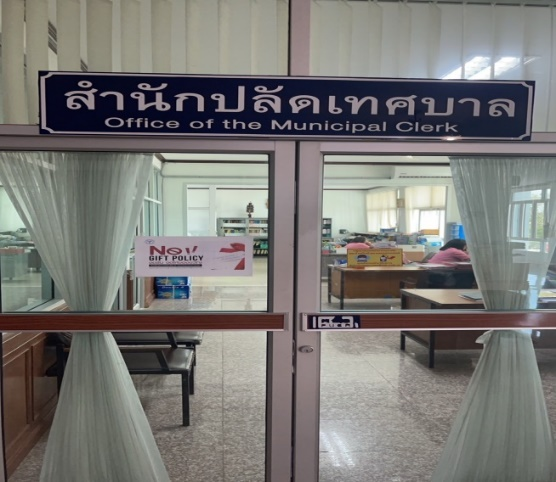 สำนักปลัดเทศบาล
Office of the Municipal Clerk
No!!
GIFT POLICY